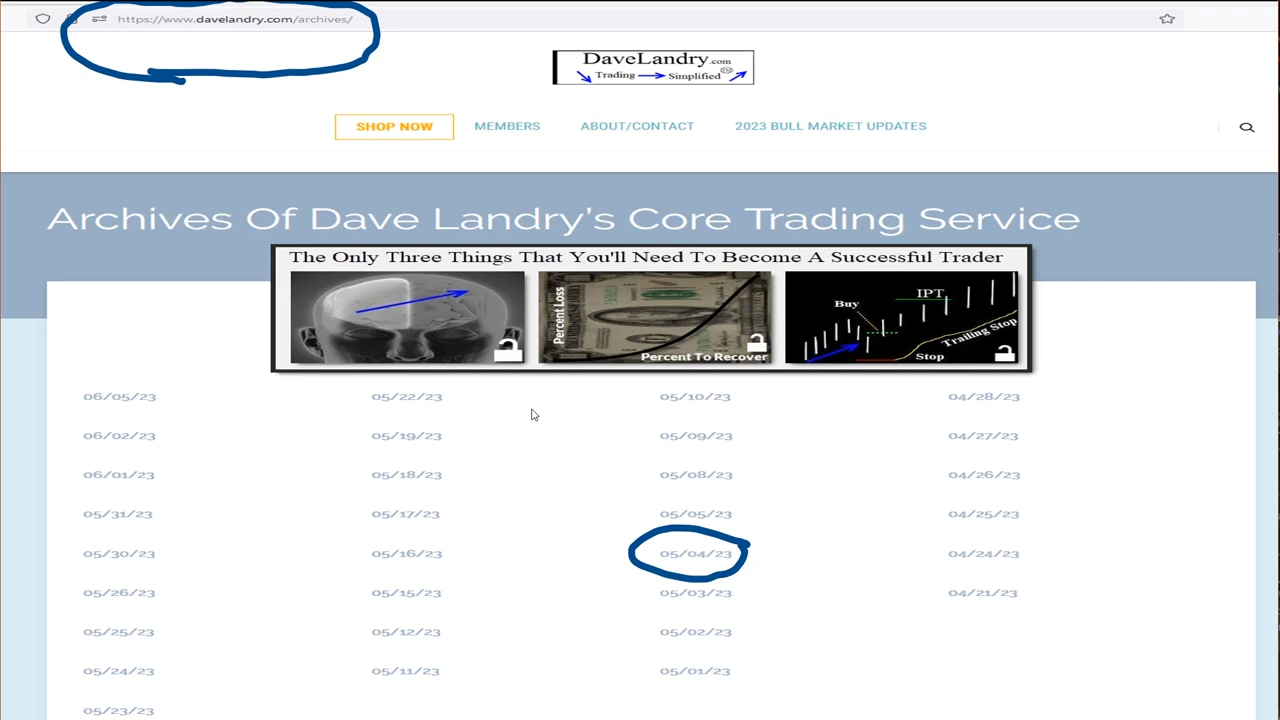 https://www.davelandry.com/archives/
DaveLandry.com
Trading Simplified
SHOP NOW MEMBERS ABOUT/CONTACT 2023 BULL MARKET UPDATES
Archives Of Dave Landry's Core Trading Service
The Only Three Things That You'll Need To Become A Successful Trader
Percent Loss
Percent To Recover
Buy
IPT
Trailing Stop
Stop
06/05/23 05/22/23 05/10/23 04/28/23
06/02/23 05/19/23 05/09/23 04/27/23
06/01/23 05/18/23 05/08/23 04/26/23
05/31/23 05/17/23 05/05/23 04/25/23
05/30/23 05/16/23 05/04/23 04/24/23
05/26/23 05/15/23 05/03/23 04/21/23
05/25/23 05/12/23 05/02/23
05/24/23 05/11/23 05/01/23
05/23/23